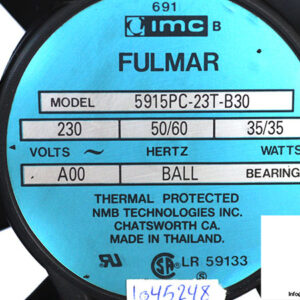 691
imc B
FULMAR
MODEL 5915PC-23T-B30
230 50/60 35/35
VOLTS ~ HERTZ WATTS
A00 BALL BEARING
THERMAL PROTECTED
NMB TECHNOLOGIES INC.
CHATSWORTH CA.
MADE IN THAILAND.
LR 59133
1045248